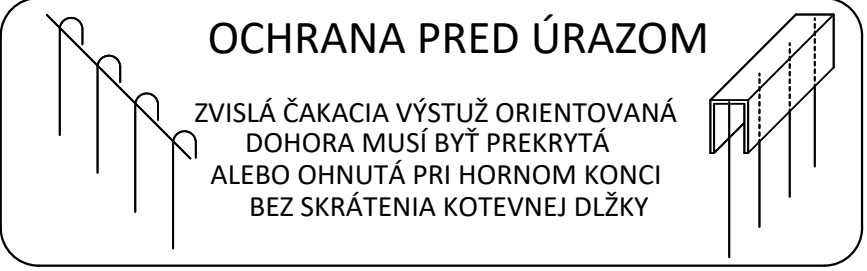 OCHRANA PRED ÚRAZOM
ZVISLÁ ČAKACIA VÝSTUŽ ORIENTOVANÁ
DOHORA MUSÍ BYŤ PREKRYTÁ
ALEBO OHNUTÁ PRI HORNOM KONCI
BEZ SKRÁTENIA KOTEVNEJ DLŽKY